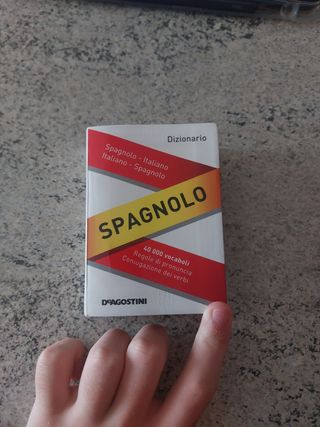 Dizionario
Spagnolo - Italiano
Italiano - Spagnolo
SPAGNOLO
40 000 vocaboli
Regole di pronuncia
Coniugazione dei verbi
DeAGOSTINI